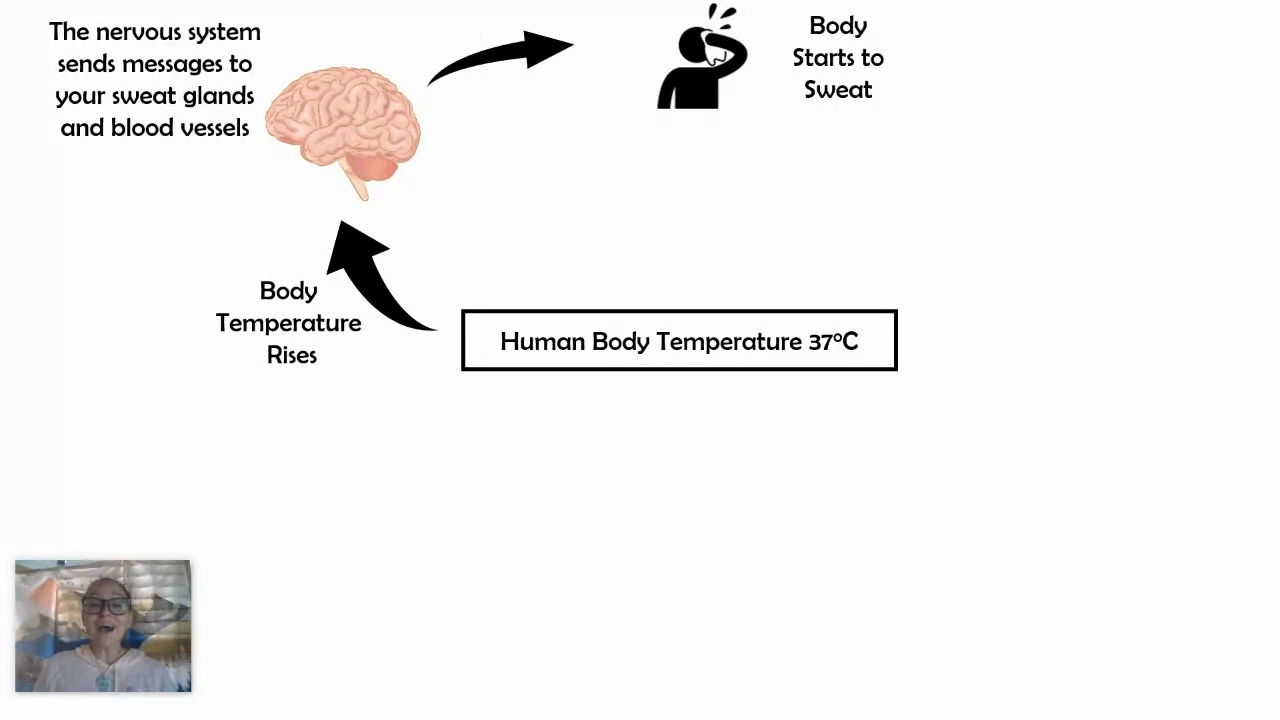 The nervous system
sends messages to
your sweat glands
and blood vessels
Body
Starts to
Sweat
Body
Temperature
Rises
Human Body Temperature 37°C